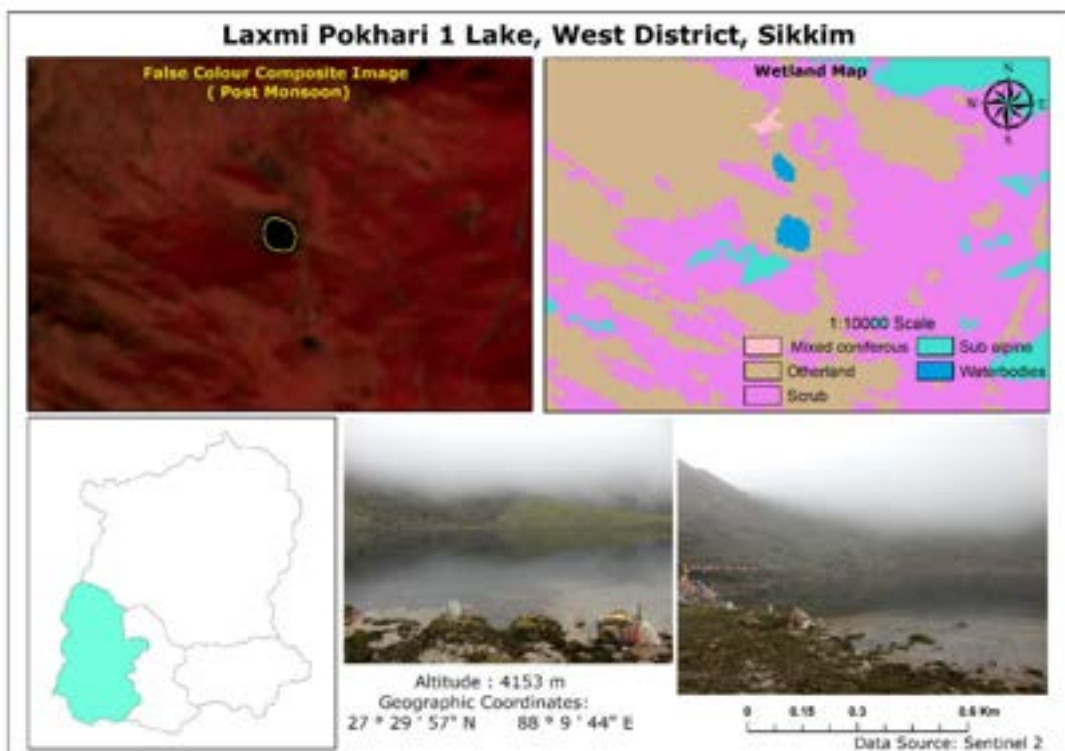 Laxmi Pokhari 1 Lake, West District, Sikkim
False Colour Composite Image
( Post Monsoon)
Wetland Map
N
N E
S
1:10000 Scale
Mixed coniferous
Sub alpine
Otherland
Waterbodies
Scrub
Altitude : 4153 m
Geographic Coordinates:
27 ° 29 ' 57" N 88 ° 9 ' 44" E
0 0.15 0.3 0.6 Km
Data Source: Sentinel 2